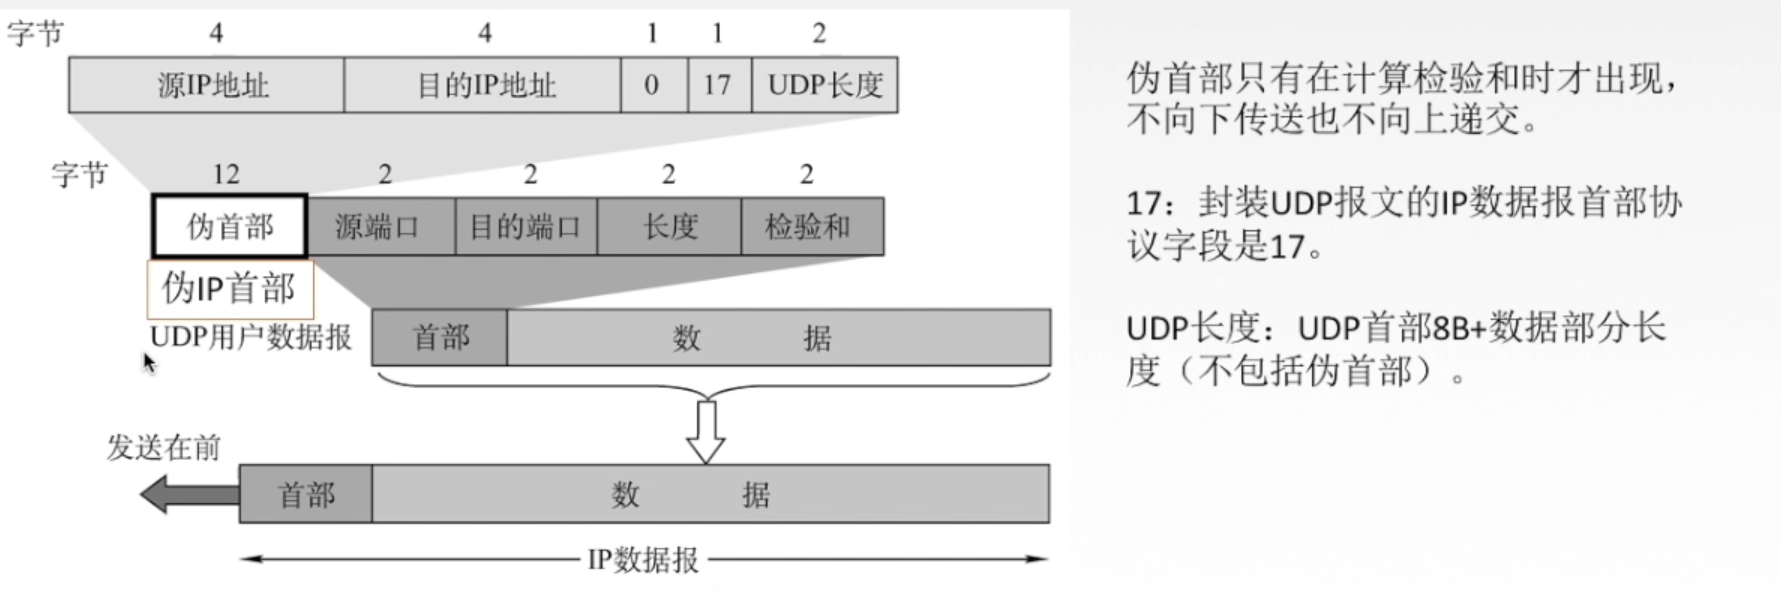 字节 4 4 1 1 2
源IP地址 目的IP地址 0 17 UDP长度
字节 12 2 2 2 2
伪首部 源端口 目的端口 长度 检验和
伪IP首部
UDP用户数据报 首部 数 据
发送在前
首部 数 据
IP数据报
伪首部只有在计算检验和时才出现，
不向下传送也不向上递交。
17：封装UDP报文的IP数据报首部协
议字段是17。
UDP长度：UDP首部8B+数据部分长
度（不包括伪首部）。